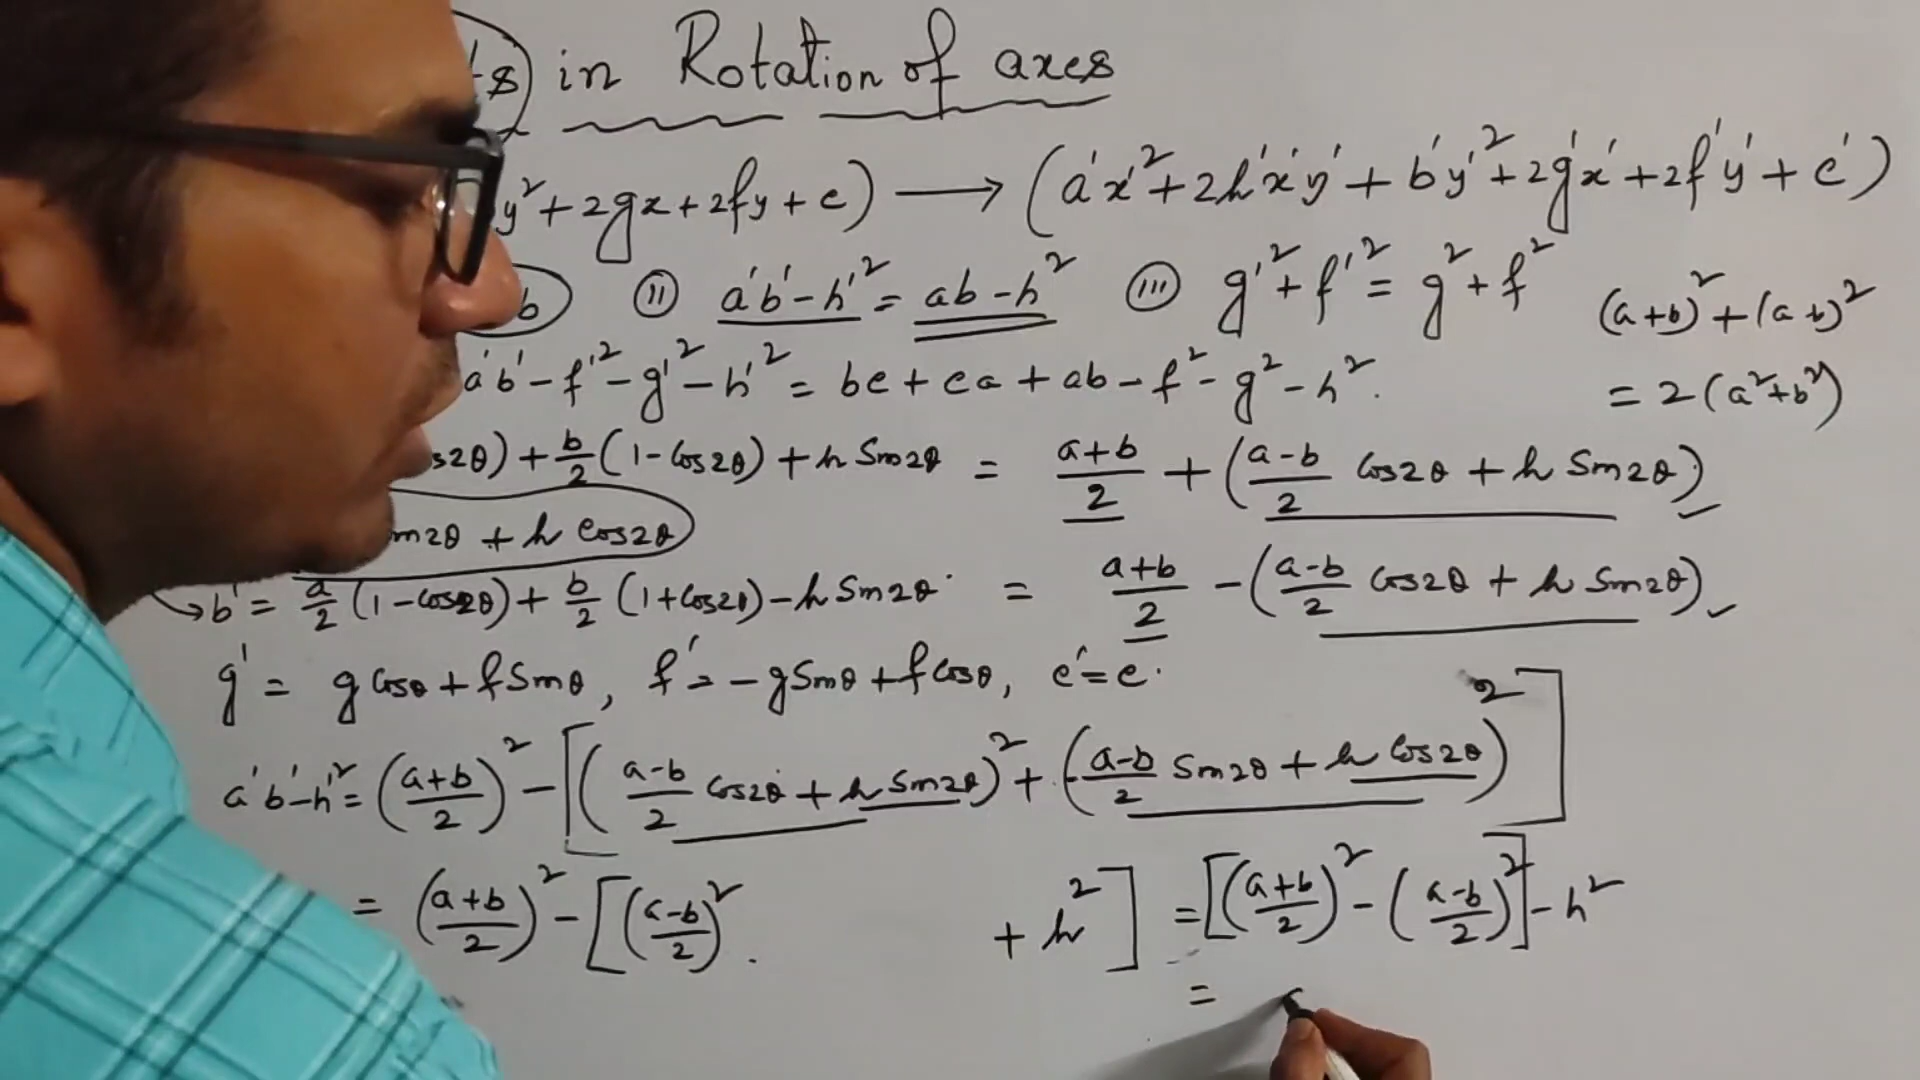 in Rotation of axes
y²+2gx+2fy+c) ⟶ (a'x'²+2h'x'y'+b'y'²+2g'x'+2f'y'+c')
b (ii) a'b'-h'² = ab-h² (iii) g'²+f'² = g²+f²
(a+b)²+(a-b)²
= 2(a²+b²)
a'b'-f'²-g'²-h'² = bc+ca+ab-f²-g²-h².
s2θ)+b/2(1-Cos2θ)+h Sin2θ = a+b/2 + (a-b/2 Cos2θ+h Sin2θ)
in2θ + h Cos2θ
b' = a/2(1-cos2θ)+b/2(1+Cos2θ)-h Sin2θ = a+b/2 - (a-b/2 Cos2θ+h Sin2θ)
g' = g Cosθ+f Sinθ, f' = -g Sinθ+f Cosθ, c'=c.
a'b'-h'² = (a+b/2)² - [(a-b/2 Cos2θ+h Sin2θ)² + (-a-b/2 Sin2θ+h Cos2θ)²]
= (a+b/2)² - [(a-b/2)². + h²] = [(a+b/2)² - (a-b/2)²]-h²
=